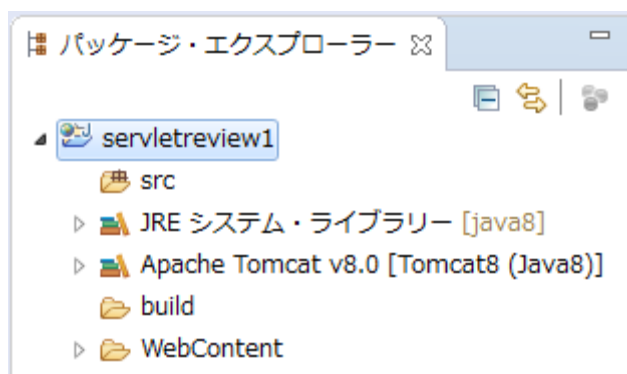 パッケージ・エクスプローラー
servletreview1
src
JRE システム・ライブラリー [java8]
Apache Tomcat v8.0 [Tomcat8 (Java8)]
build
WebContent